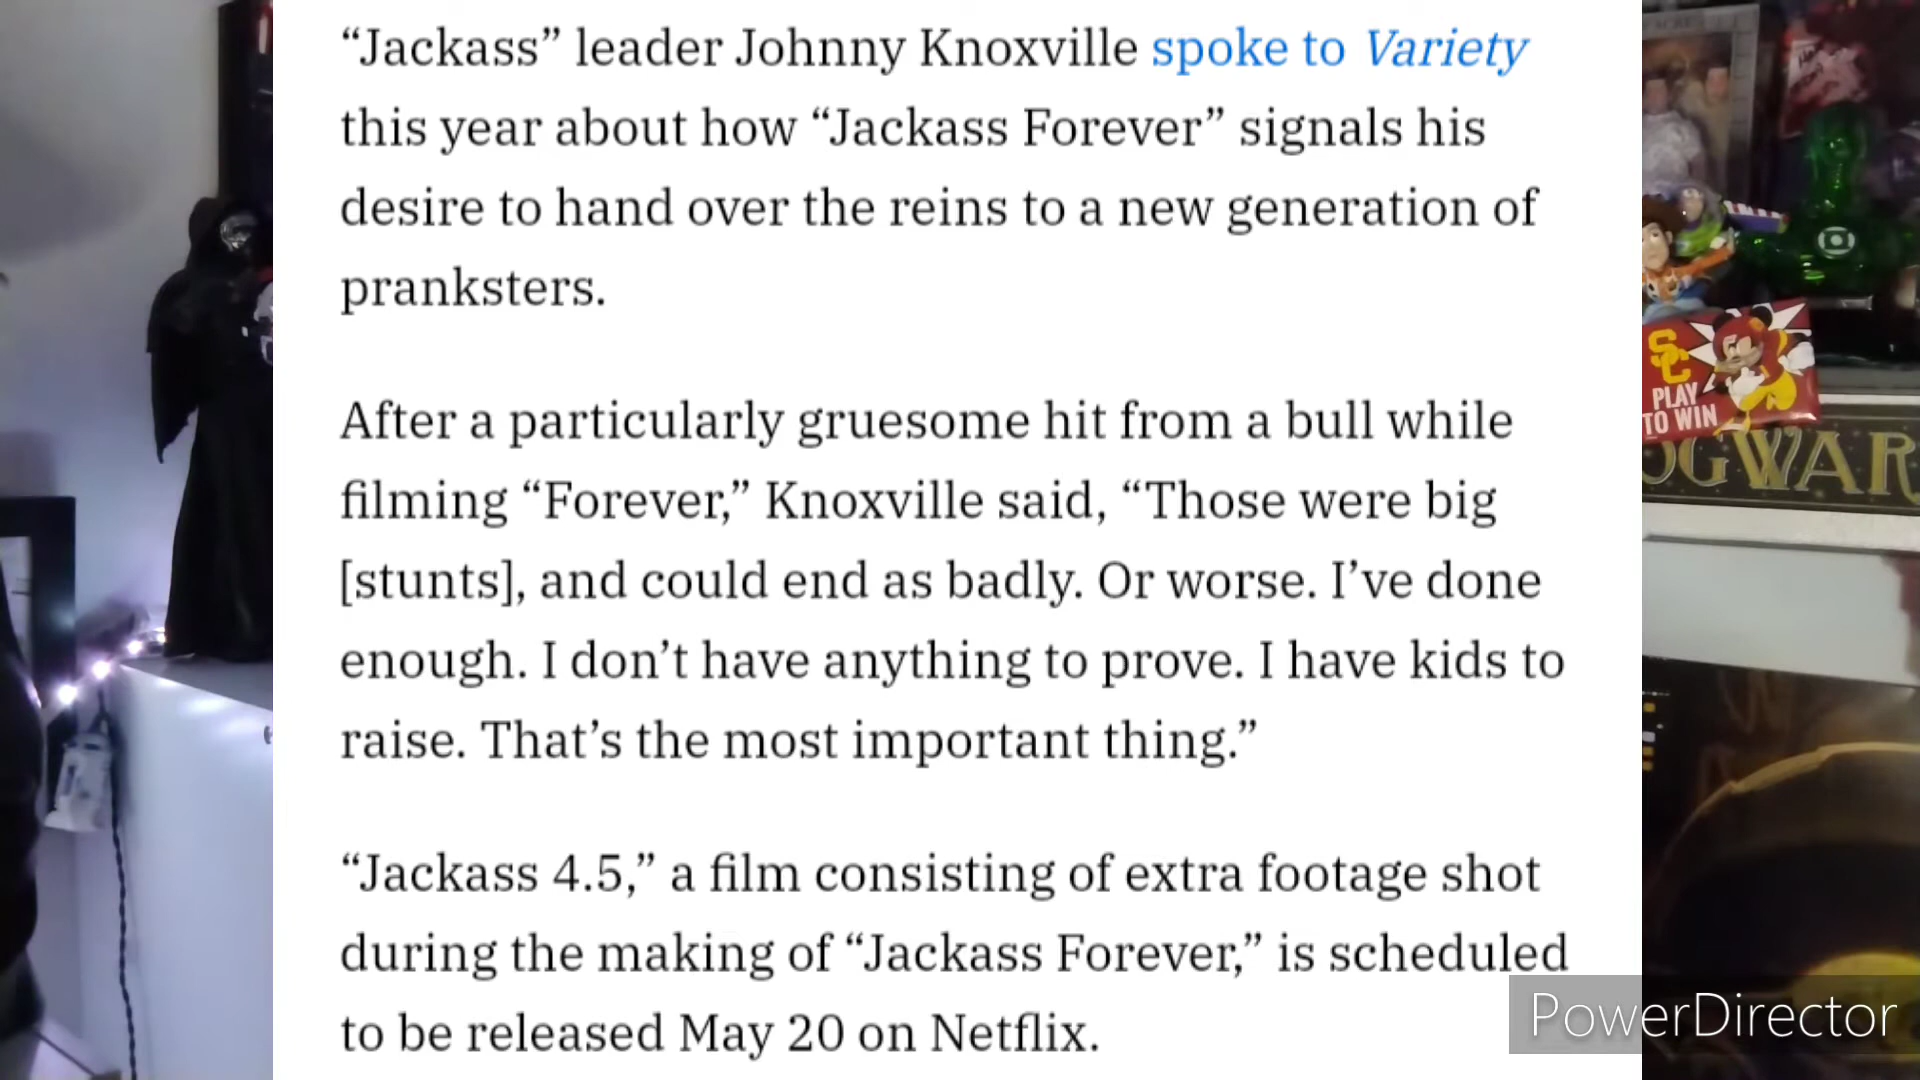 “Jackass” leader Johnny Knoxville spoke to Variety
this year about how “Jackass Forever” signals his
desire to hand over the reins to a new generation of
pranksters.
After a particularly gruesome hit from a bull while
filming “Forever,” Knoxville said, “Those were big
[stunts], and could end as badly. Or worse. I’ve done
enough. I don’t have anything to prove. I have kids to
raise. That’s the most important thing.”
“Jackass 4.5,” a film consisting of extra footage shot
during the making of “Jackass Forever,” is scheduled
to be released May 20 on Netflix.
SC
PLAY
TO WIN
OGWAR
PowerDirector